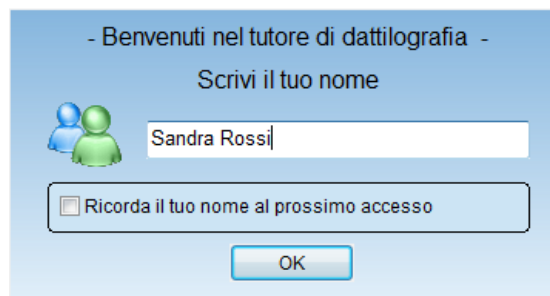 - Benvenuti nel tutore di dattilografia -
Scrivi il tuo nome
Sandra Rossi
Ricorda il tuo nome al prossimo accesso
OK